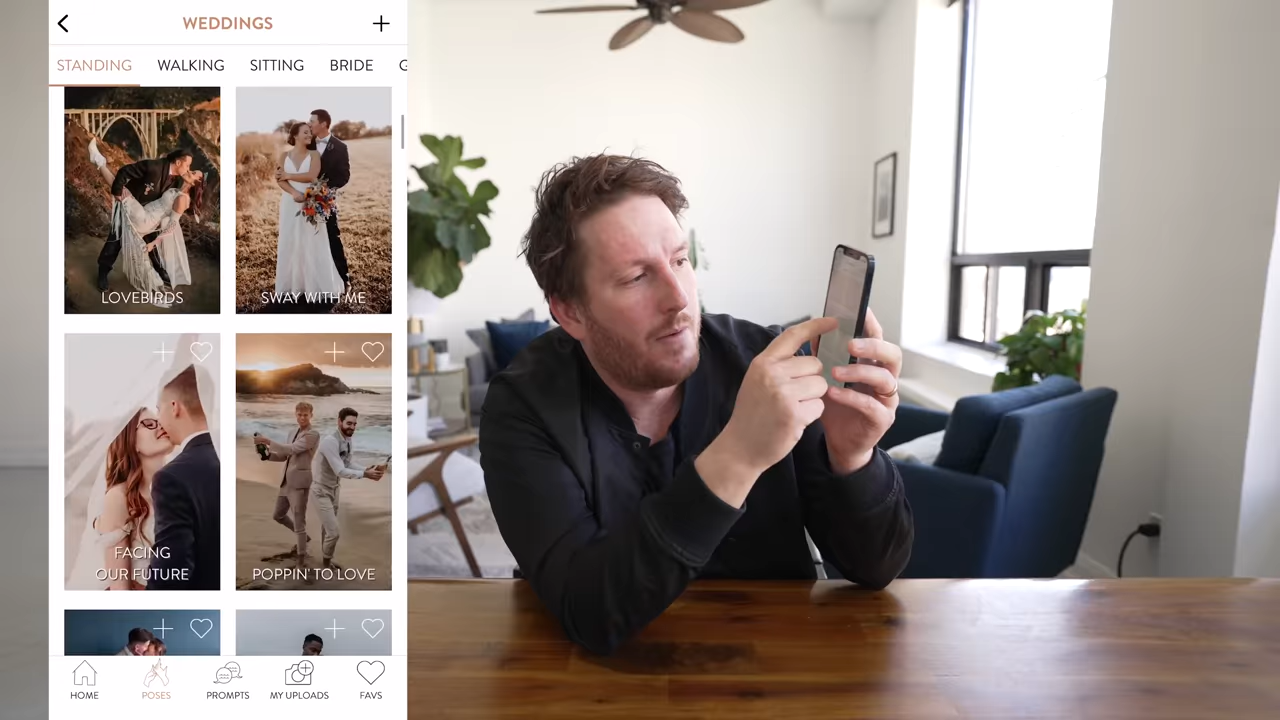 WEDDINGS
STANDING WALKING SITTING BRIDE G
LOVEBIRDS
SWAY WITH ME
FACING
OUR FUTURE
POPPIN' TO LOVE
HOME
POSES
PROMPTS
MY UPLOADS
FAVS